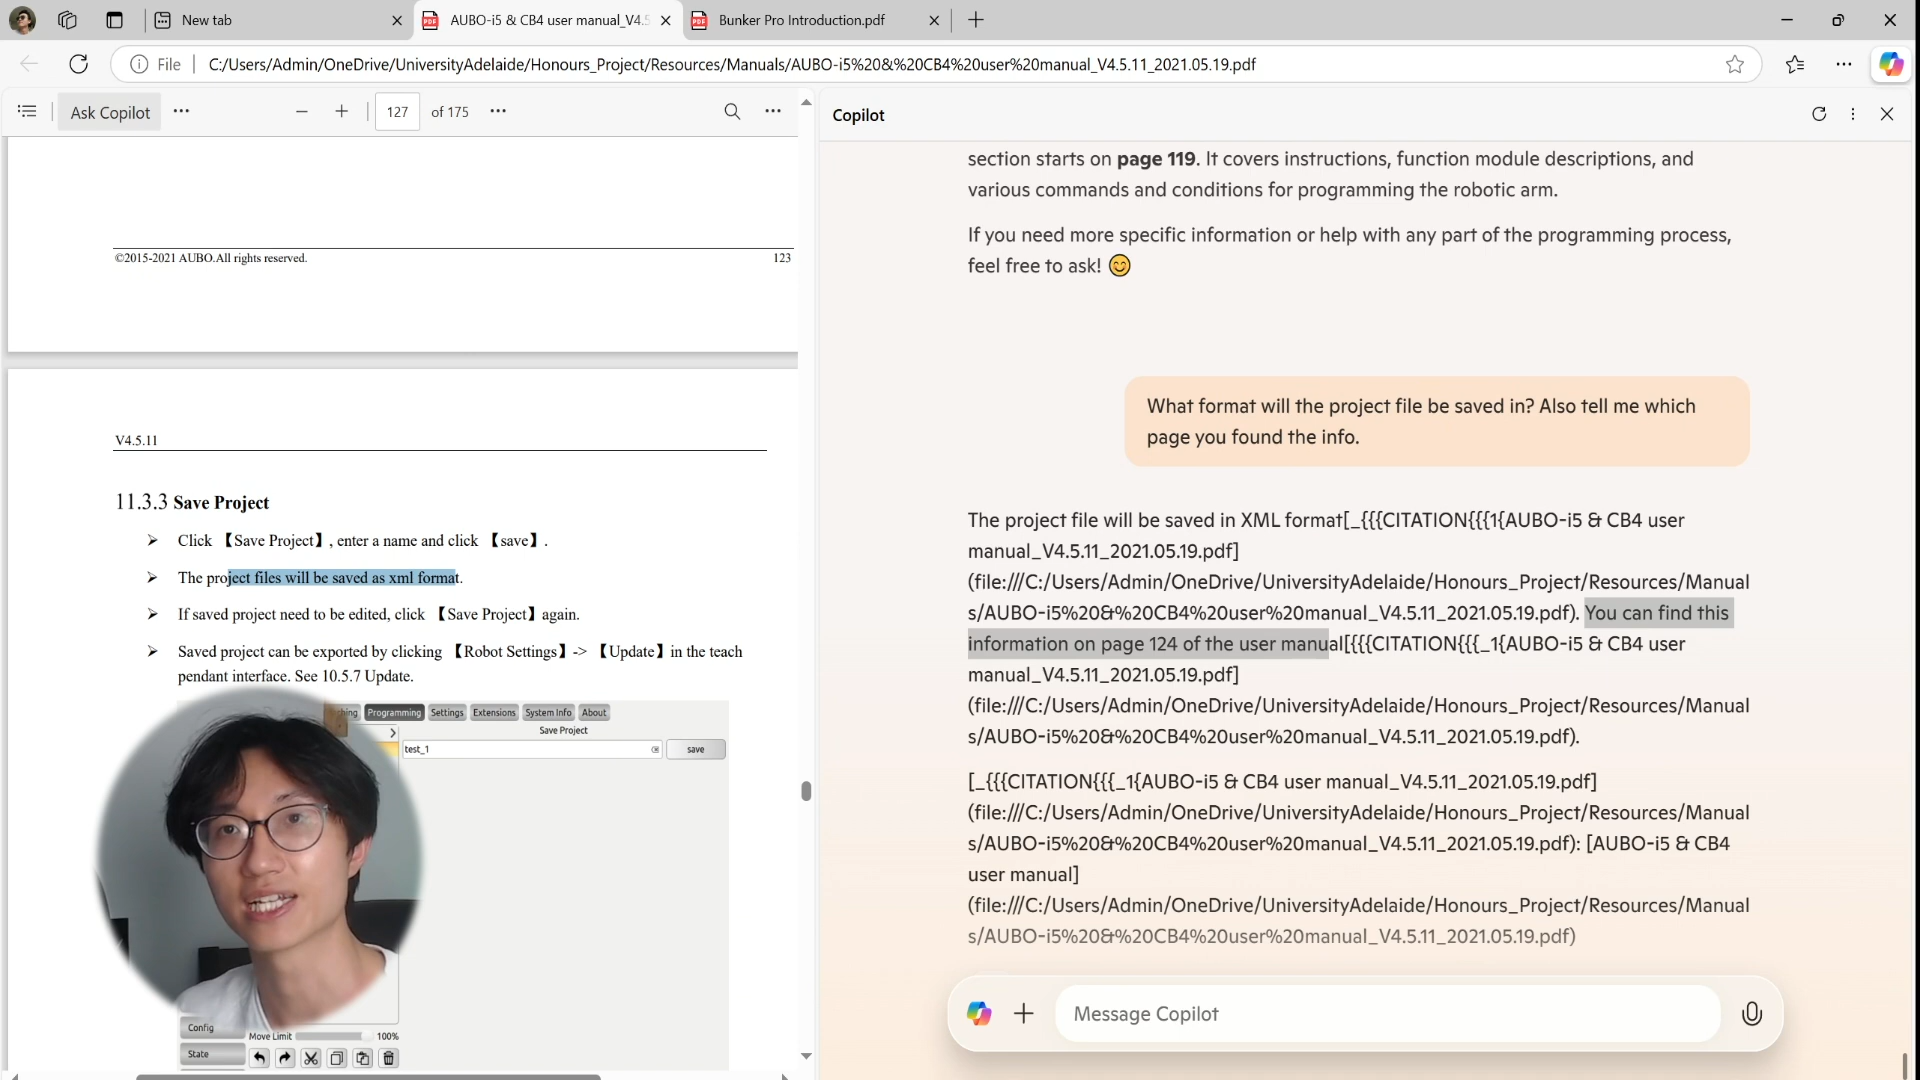 New tab
AUBO-i5 & CB4 user manual_V4.5
Bunker Pro Introduction.pdf
File
C:/Users/Admin/OneDrive/UniversityAdelaide/Honours_Project/Resources/Manuals/AUBO-i5%20&%20CB4%20user%20manual_V4.5.11_2021.05.19.pdf
Ask Copilot
127 of 175
©2015-2021 AUBO.All rights reserved.
123
V4.5.11
11.3.3 Save Project
➢ Click 【Save Project】, enter a name and click 【save】.
➢ The project files will be saved as xml format.
➢ If saved project need to be edited, click 【Save Project】 again.
➢ Saved project can be exported by clicking 【Robot Settings】-> 【Update】 in the teach
pendant interface. See 10.5.7 Update.
Programming Settings Extensions System Info About
Save Project
test_1
save
Config
Move Limit 100%
State
Copilot
section starts on page 119. It covers instructions, function module descriptions, and
various commands and conditions for programming the robotic arm.
If you need more specific information or help with any part of the programming process,
feel free to ask! 😊
What format will the project file be saved in? Also tell me which
page you found the info.
The project file will be saved in XML format[_{{{CITATION{{{1{AUBO-i5 & CB4 user
manual_V4.5.11_2021.05.19.pdf]
(file:///C:/Users/Admin/OneDrive/UniversityAdelaide/Honours_Project/Resources/Manual
s/AUBO-i5%20&%20CB4%20user%20manual_V4.5.11_2021.05.19.pdf). You can find this
information on page 124 of the user manual[{{{CITATION{{{_1{AUBO-i5 & CB4 user
manual_V4.5.11_2021.05.19.pdf]
(file:///C:/Users/Admin/OneDrive/UniversityAdelaide/Honours_Project/Resources/Manual
s/AUBO-i5%20&%20CB4%20user%20manual_V4.5.11_2021.05.19.pdf).
[_{{{CITATION{{{_1{AUBO-i5 & CB4 user manual_V4.5.11_2021.05.19.pdf]
(file:///C:/Users/Admin/OneDrive/UniversityAdelaide/Honours_Project/Resources/Manual
s/AUBO-i5%20&%20CB4%20user%20manual_V4.5.11_2021.05.19.pdf): [AUBO-i5 & CB4
user manual]
(file:///C:/Users/Admin/OneDrive/UniversityAdelaide/Honours_Project/Resources/Manual
s/AUBO-i5%20&%20CB4%20user%20manual_V4.5.11_2021.05.19.pdf)
Message Copilot